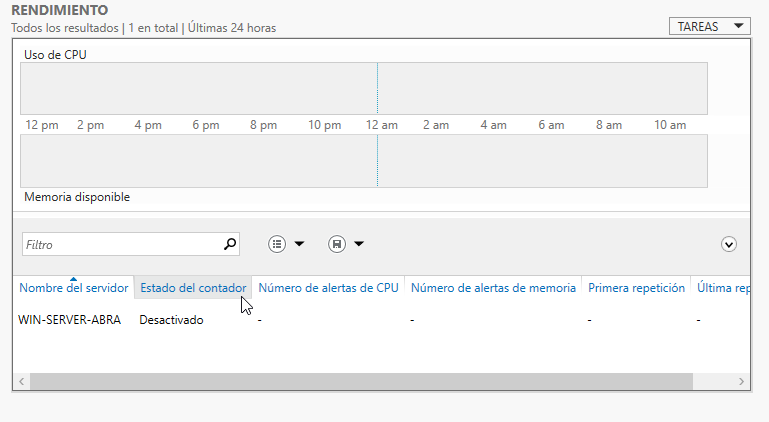 RENDIMIENTO
Todos los resultados | 1 en total | Últimas 24 horas
TAREAS
Uso de CPU
12 pm 2 pm 4 pm 6 pm 8 pm 10 pm 12 am 2 am 4 am 6 am 8 am 10 am
Memoria disponible
Filtro
Nombre del servidor Estado del contador Número de alertas de CPU Número de alertas de memoria Primera repetición Última rep
WIN-SERVER-ABRA Desactivado - - - -